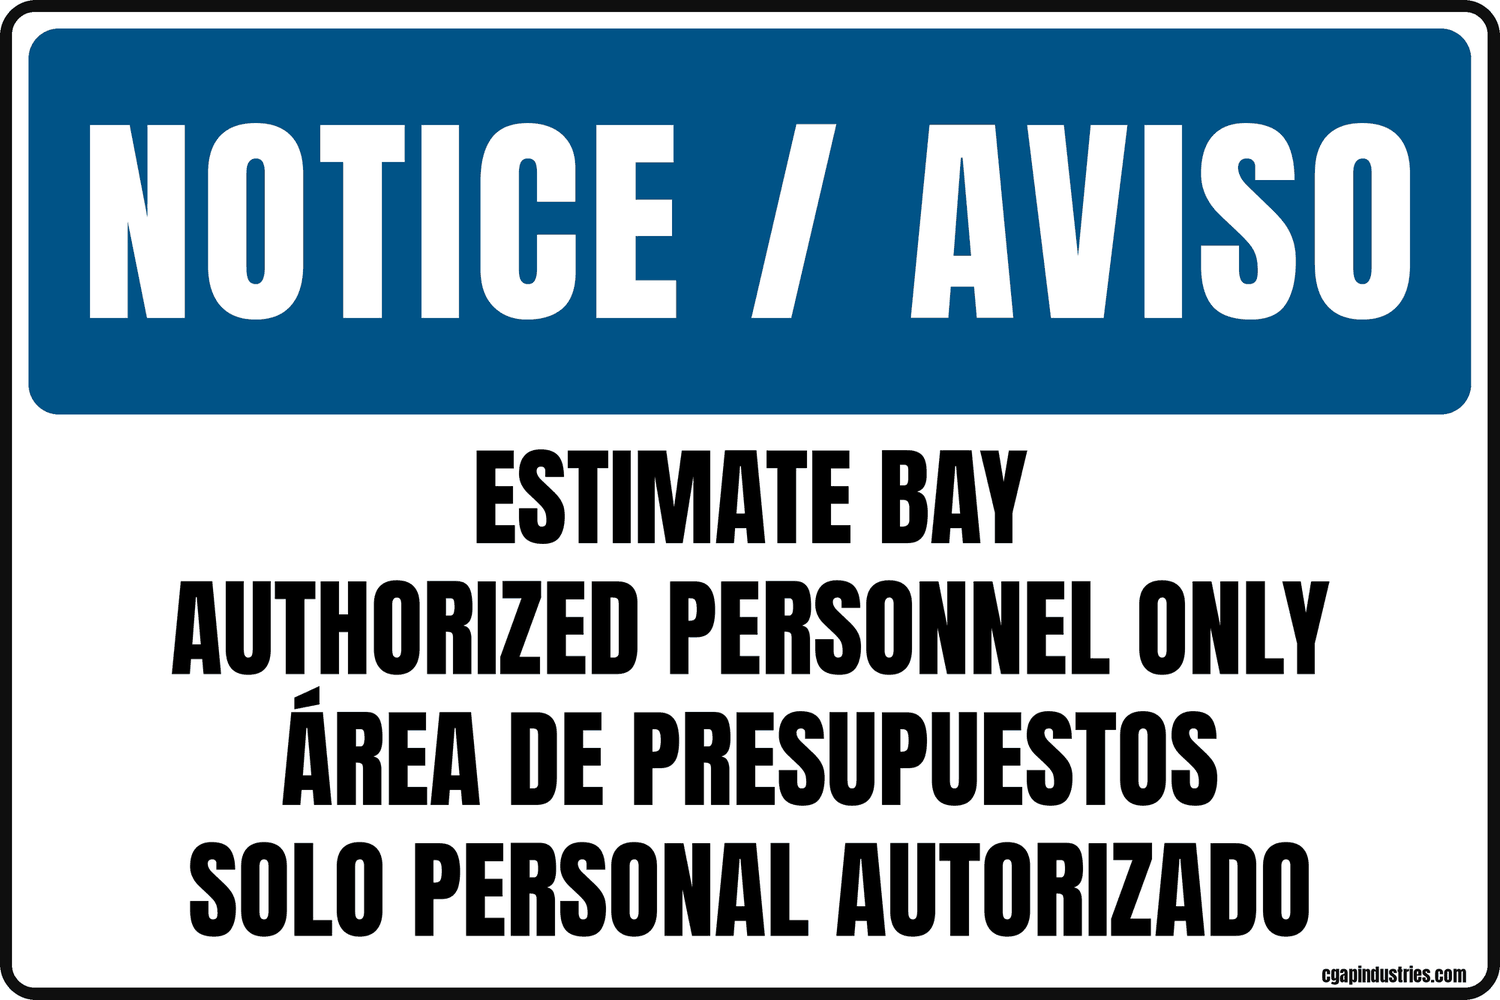 NOTICE / AVISO
ESTIMATE BAY
AUTHORIZED PERSONNEL ONLY
ÁREA DE PRESUPUESTOS
SOLO PERSONAL AUTORIZADO
cgapindustries.com